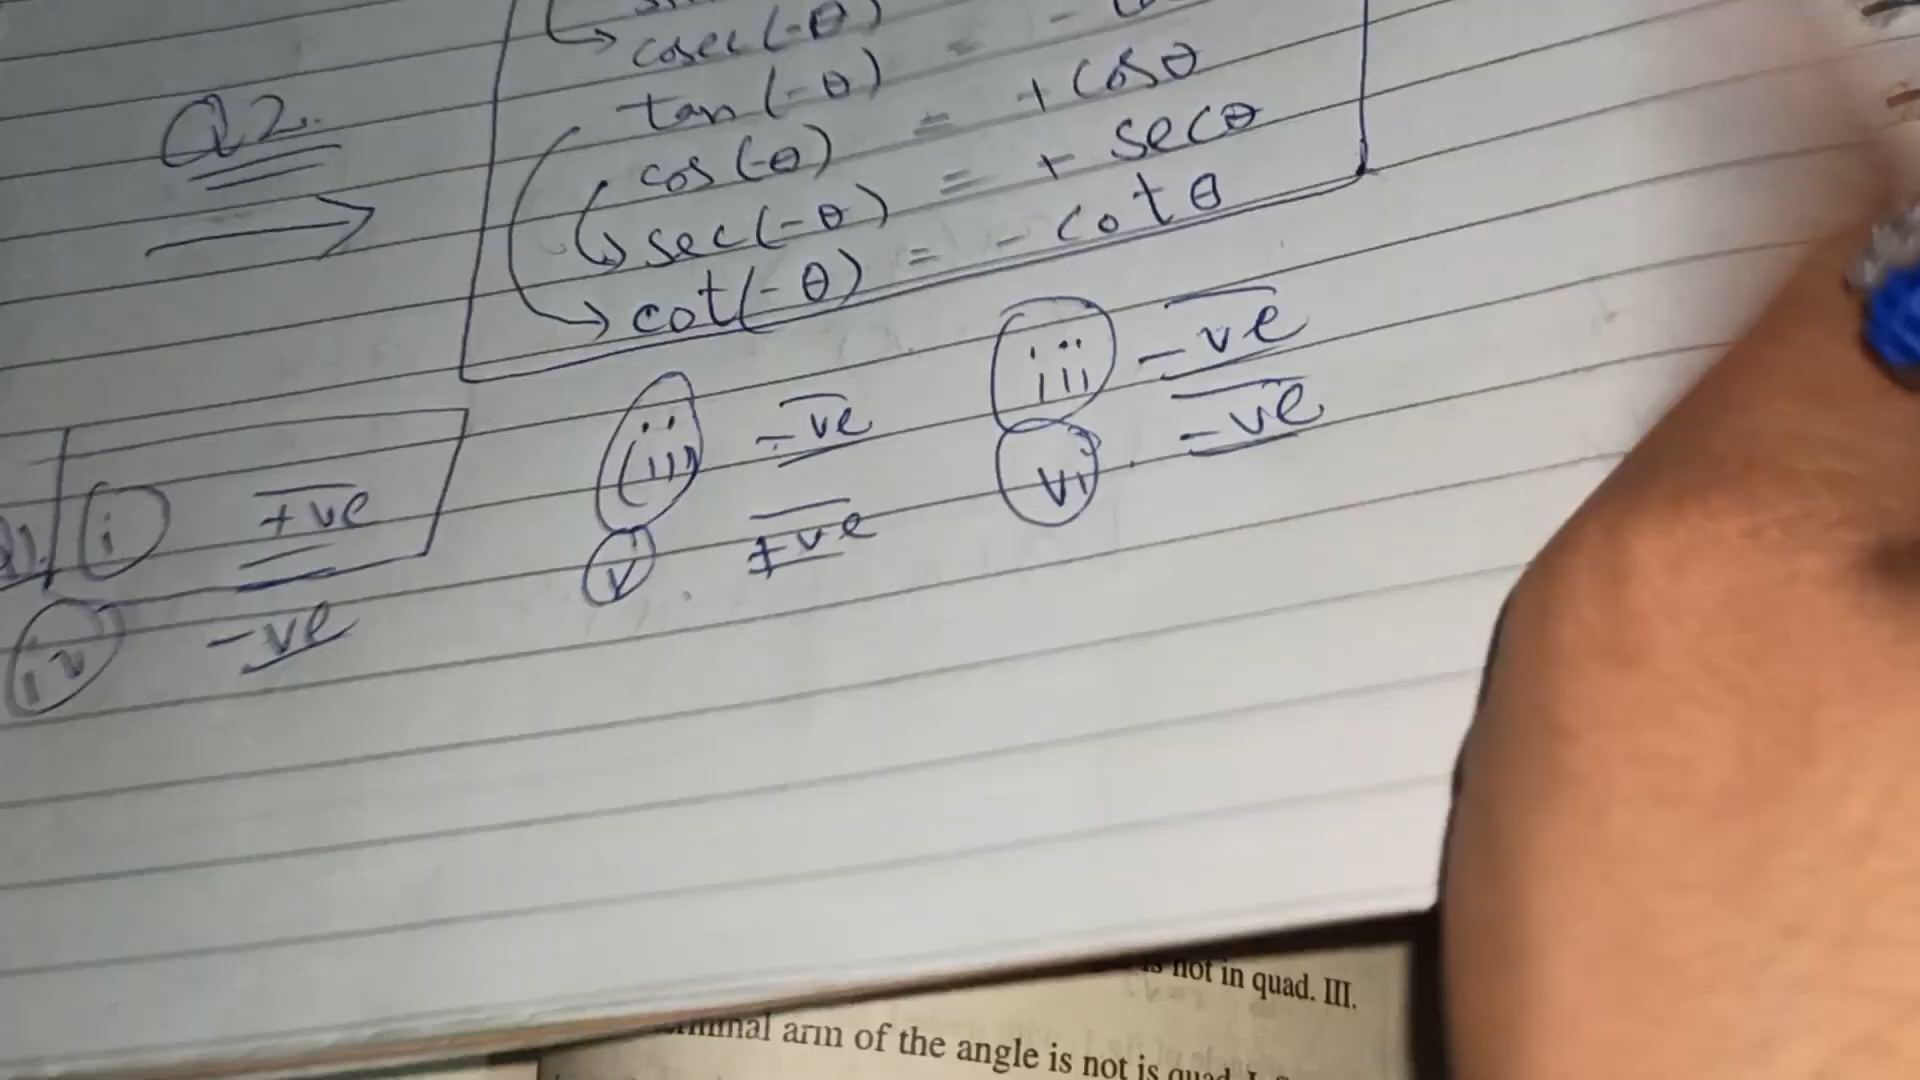 cosec(-θ)
tan(-θ) = -
Q2.
cos(-θ) = + cosθ
sec(-θ) = + secθ
cot(-θ) = - cotθ
(i) +ve
(ii) -ve
iii -ve
iv -ve
v +ve
vi -ve
is not in quad. III.
arm of the angle is not is quad.